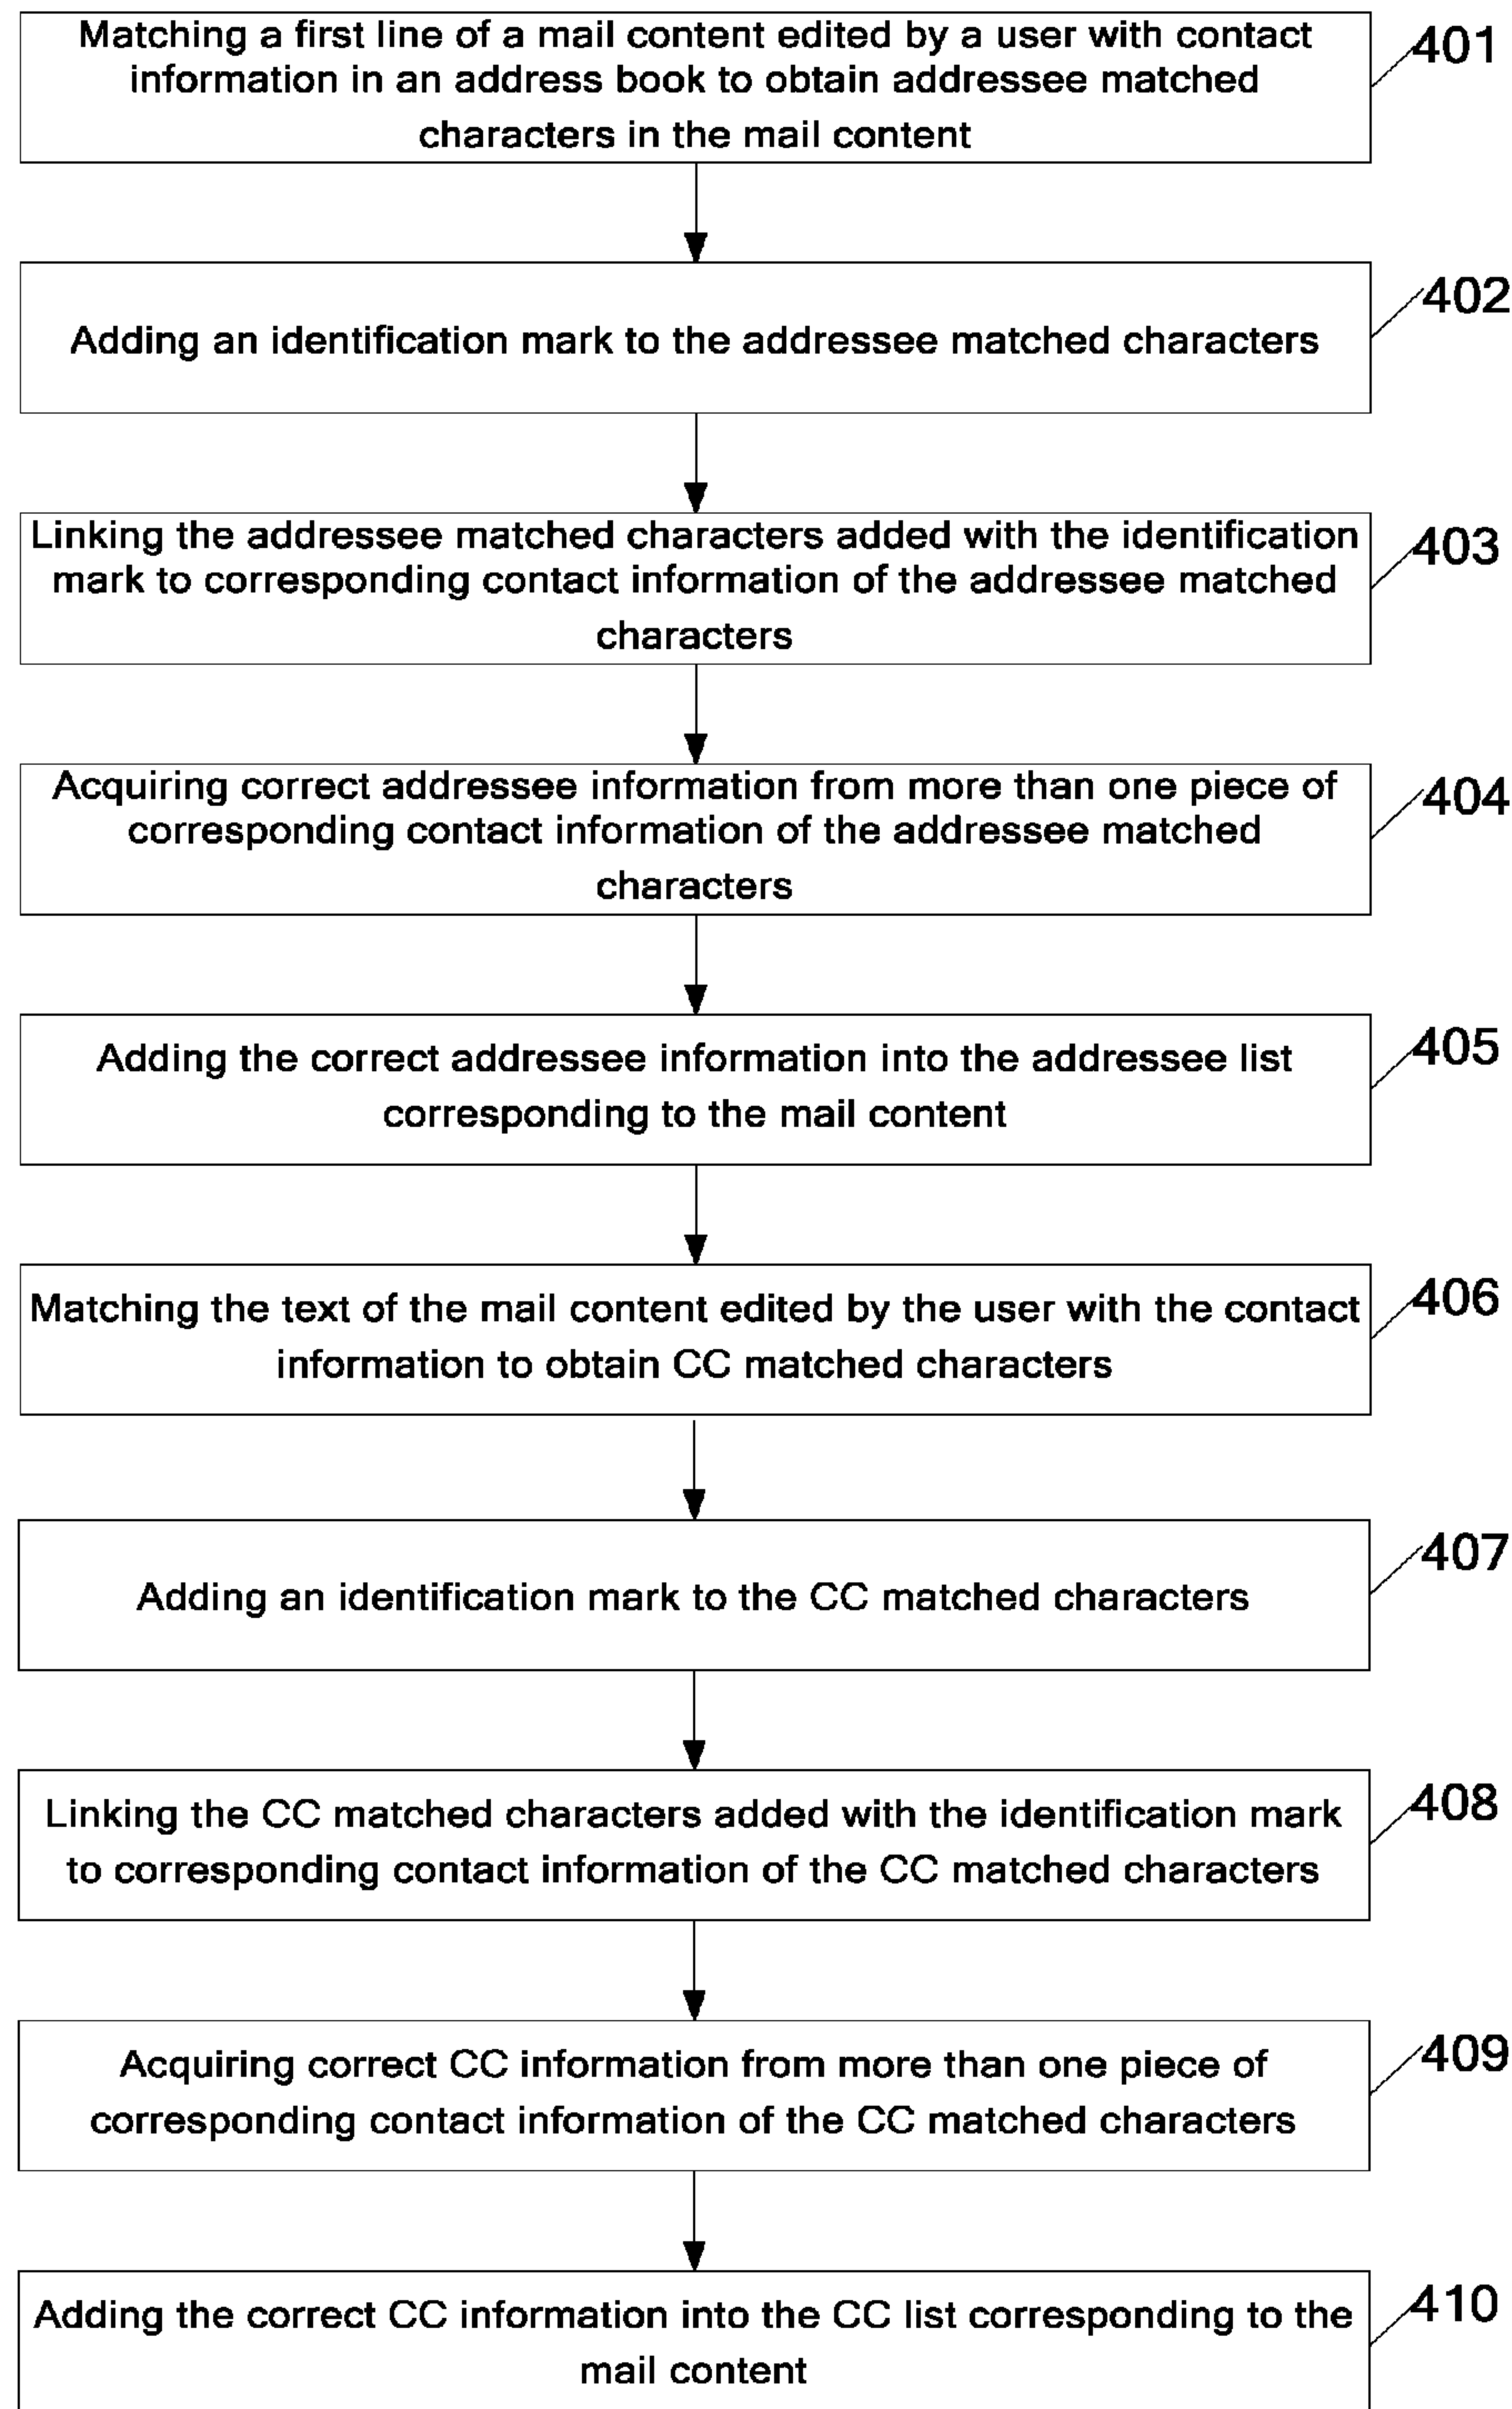 Matching a first line of a mail content edited by a user with contact
information in an address book to obtain addressee matched
characters in the mail content
401
Adding an identification mark to the addressee matched characters
402
Linking the addressee matched characters added with the identification
mark to corresponding contact information of the addressee matched
characters
403
Acquiring correct addressee information from more than one piece of
corresponding contact information of the addressee matched
characters
404
Adding the correct addressee information into the addressee list
corresponding to the mail content
405
Matching the text of the mail content edited by the user with the contact
information to obtain CC matched characters
406
Adding an identification mark to the CC matched characters
407
Linking the CC matched characters added with the identification mark
to corresponding contact information of the CC matched characters
408
Acquiring correct CC information from more than one piece of
corresponding contact information of the CC matched characters
409
Adding the correct CC information into the CC list corresponding to the
mail content
410